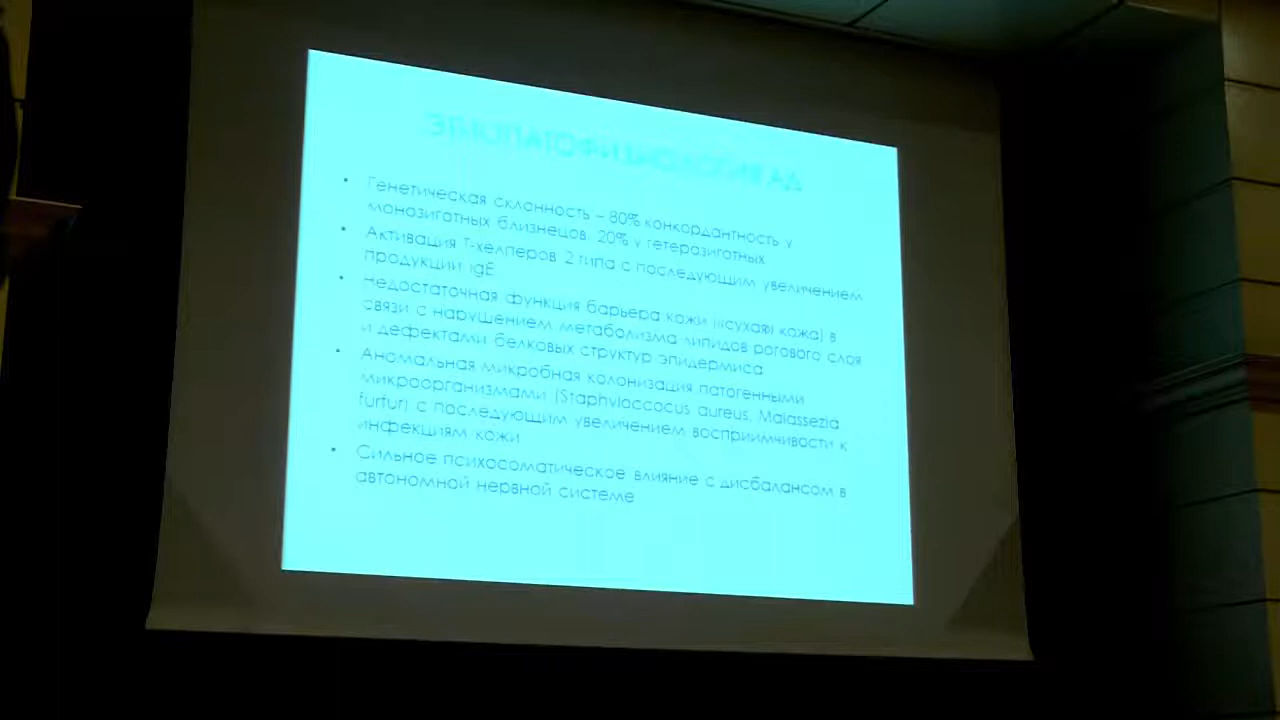 ЭТИОПАТОФИЗИОЛОГИЯ АД
• Генетическая склонность – 80% конкордантность у
монозиготных близнецов, 20% у гетеразиготных
• Активация Т-хелперов 2 типа с последующим увеличением
продукции IgE
• Недостаточная функция барьера кожи («сухая» кожа) в
связи с нарушением метаболизма липидов рогового слоя
и дефектами белковых структур эпидермиса
• Аномальная микробная колонизация патогенными
микроорганизмами (Staphyloccocus aureus, Malassezia
furfur) с последующим увеличением восприимчивости к
инфекциям кожи
• Сильное психосоматическое влияние с дисбалансом в
автономной нервной системе